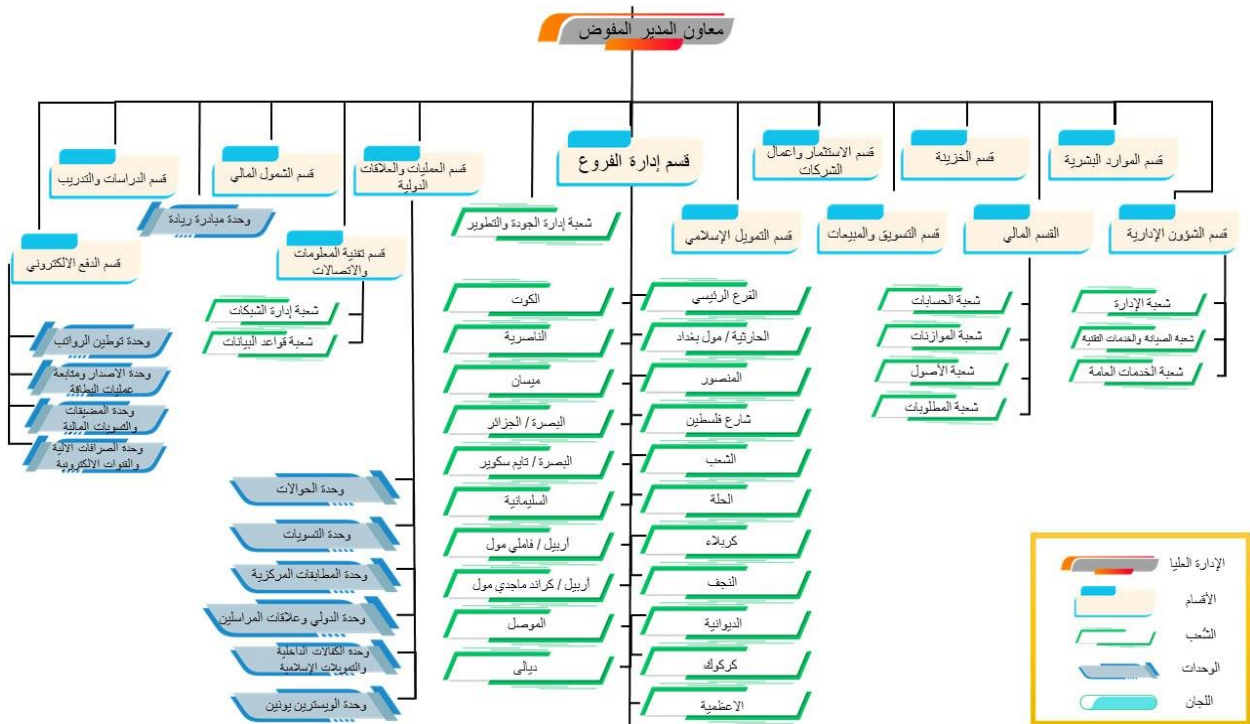 معاون المدير المفوض
قسم الموارد البشرية
قسم الخزينة
قسم الاستثمار واعمال
الشركات
قسم إدارة الفروع
قسم العمليات والعلاقات
الدولية
قسم الشمول المالي
قسم الدراسات والتدريب
قسم الشؤون الإدارية
القسم المالي
قسم التسويق والمبيعات
قسم التمويل الإسلامي
شعبة إدارة الجودة والتطوير
قسم تقنية المعلومات
والاتصالات
وحدة مبادرة ريادة
قسم الدفع الالكتروني
شعبة الإدارة
شعبة الصيانة والخدمات التقنية
شعبة الخدمات العامة
شعبة الحسابات
شعبة الموازنات
شعبة الأصول
شعبة المطلوبات
الفرع الرئيسي
الحارثية / مول بغداد
المنصور
شارع فلسطين
الشعب
الحلة
كربلاء
النجف
الديوانية
كركوك
الاعظمية
الكوت
الناصرية
ميسان
البصرة / الجزائر
البصرة / تايم سكوير
السليمانية
أربيل / فاملي مول
أربيل / كراند ماجدي مول
الموصل
ديالى
شعبة إدارة الشبكات
شعبة قواعد البيانات
وحدة الحوالات
وحدة التسويات
وحدة المطابقات المركزية
وحدة الدولي وعلاقات المراسلين
وحدة الكفالات الداخلية
والتمويلات الإسلامية
وحدة الويسترين يونين
وحدة توطين الرواتب
وحدة الاصدار ومتابعة
عمليات البطاقة
وحدة المضيفات
والتسويات المالية
وحدة الصرافات الالية
والقنوات الالكترونية
الإدارة العليا
الأقسام
الشُعب
الوحدات
اللجان